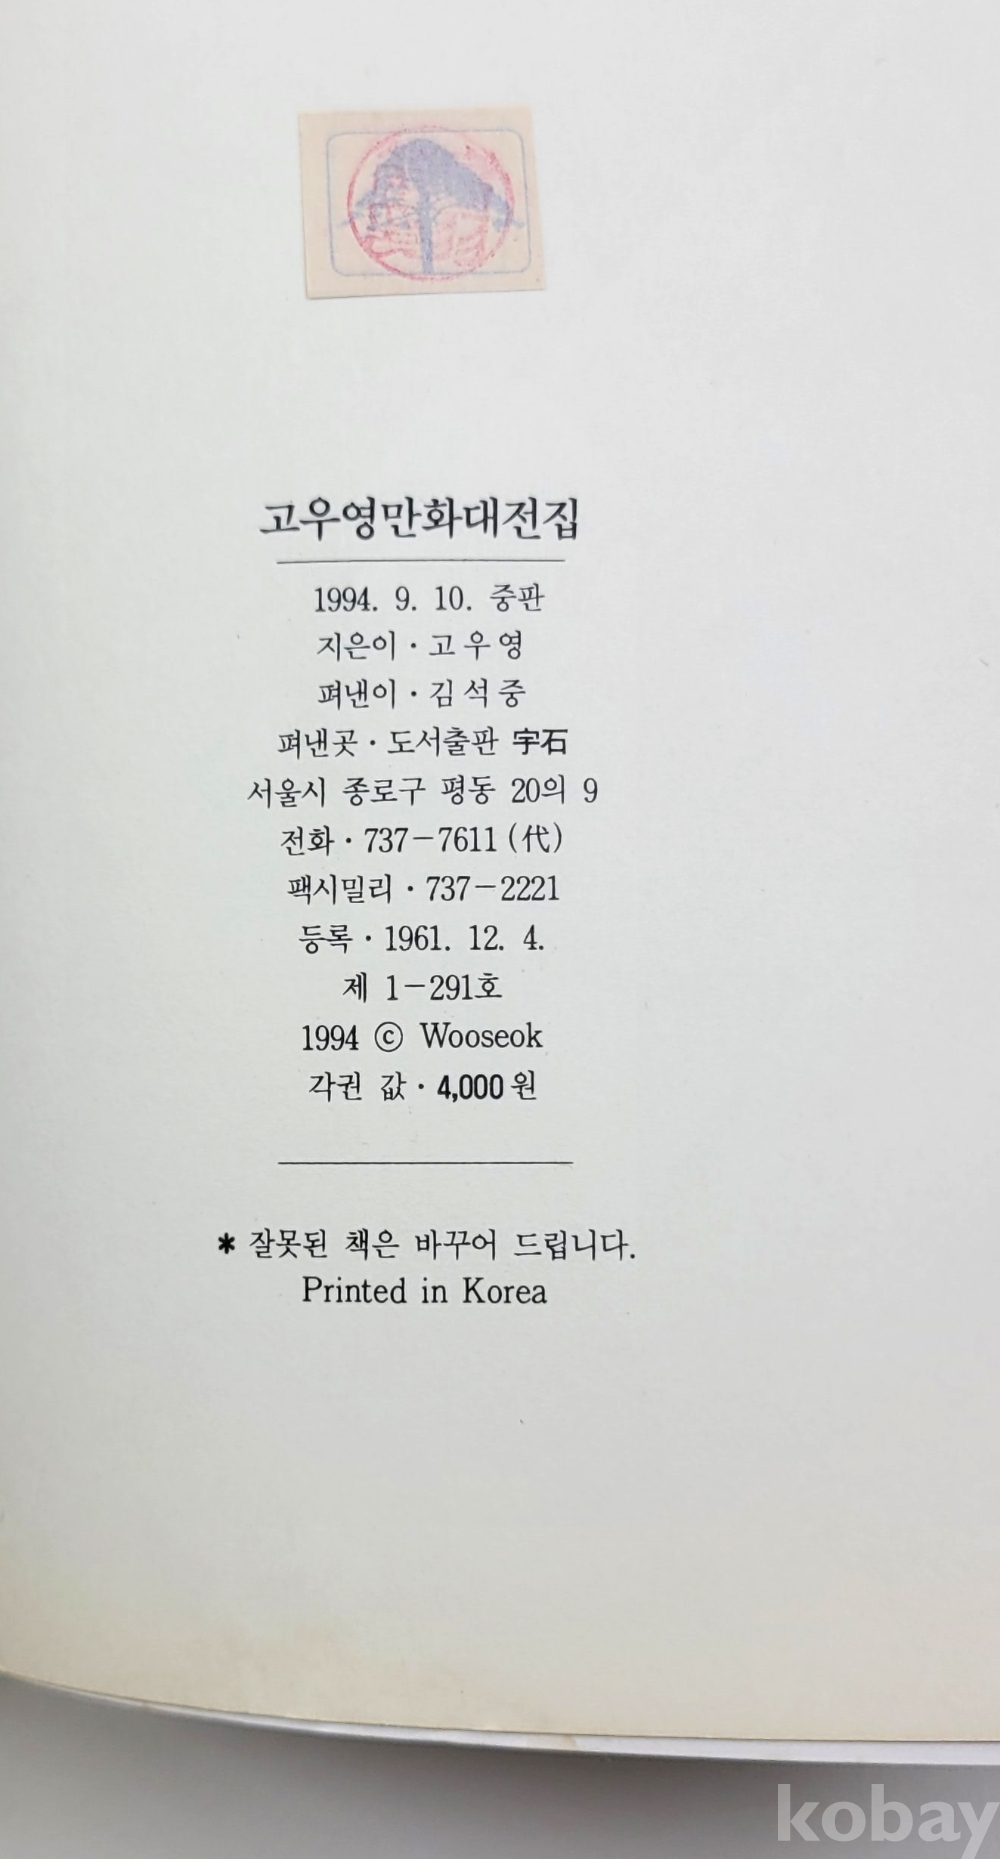 고우영만화대전집
1994. 9. 10. 중판
지은이·고우영
펴낸이·김석중
펴낸곳·도서출판 宇石
서울시 종로구 평동 20의 9
전화·737-7611(代)
팩시밀리·737-2221
등록·1961. 12. 4.
제 1-291호
1994 ⓒ Wooseok
각권 값·4,000원
* 잘못된 책은 바꾸어 드립니다.
Printed in Korea
kobay